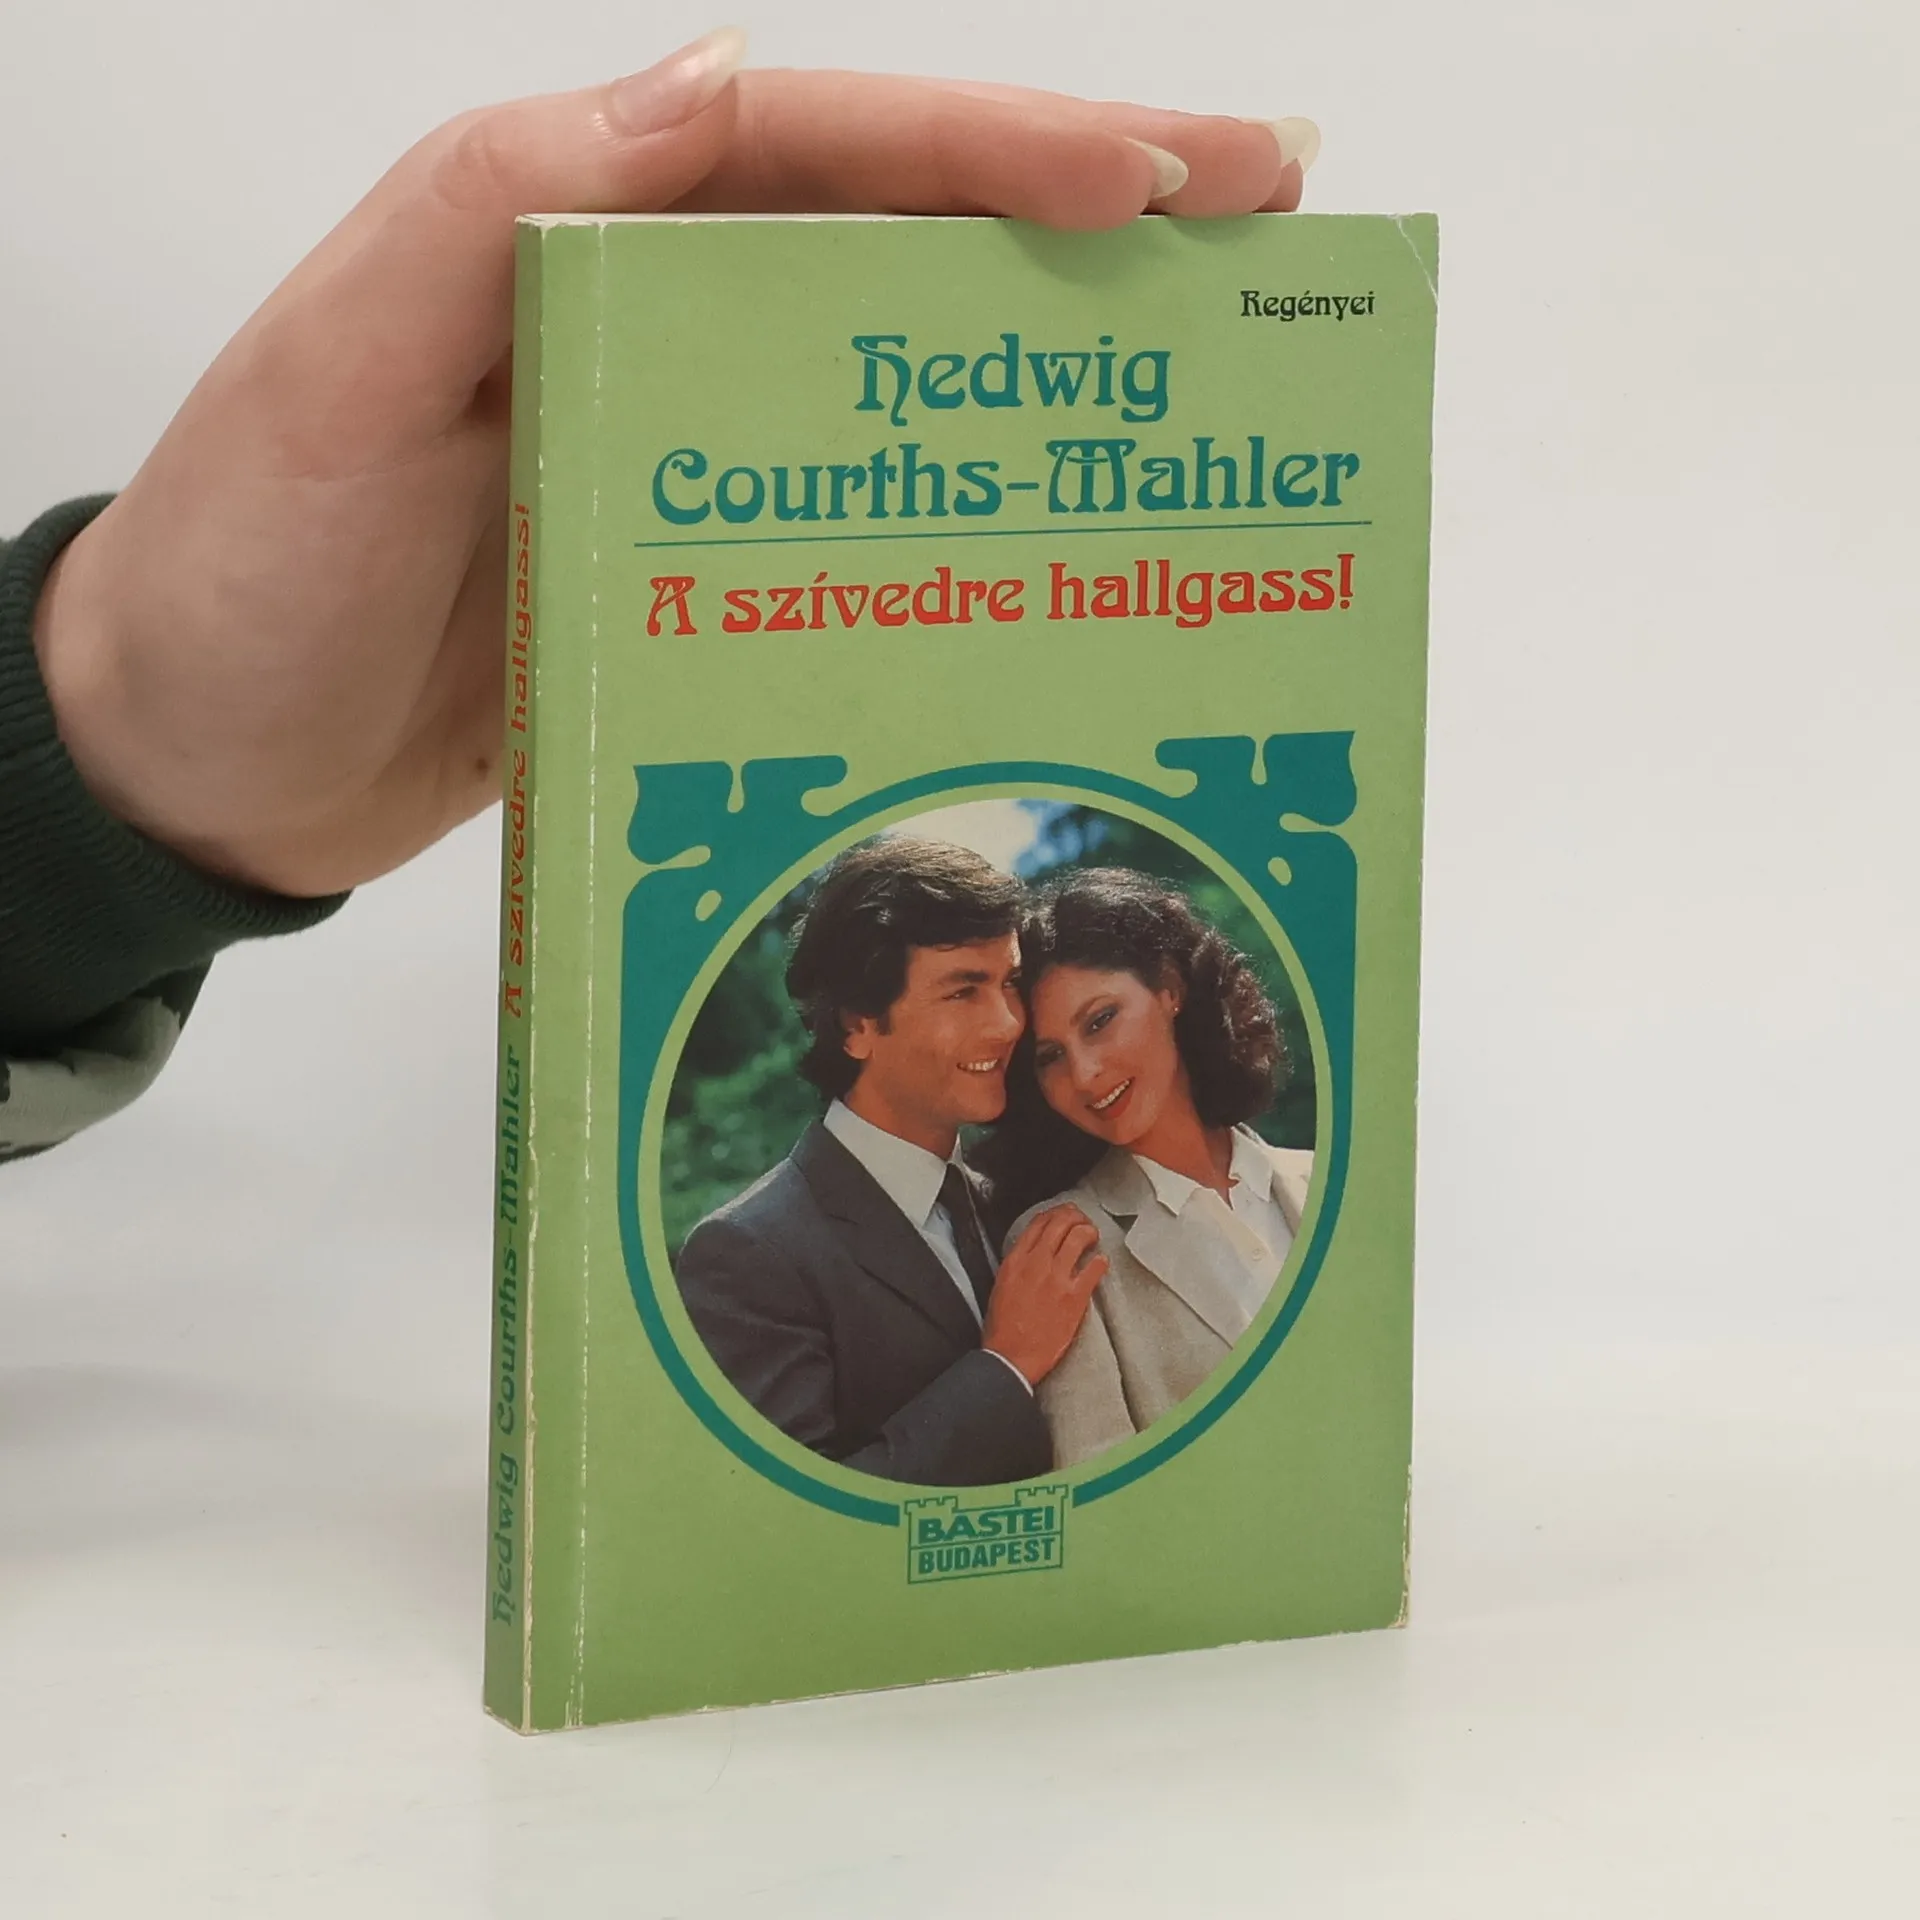 Regényei
Hedwig
Courths-Mahler
A szívedre hallgass!
BASTEI
BUDAPEST
Hedwig Courths-Mahler A szívedre hallgass!